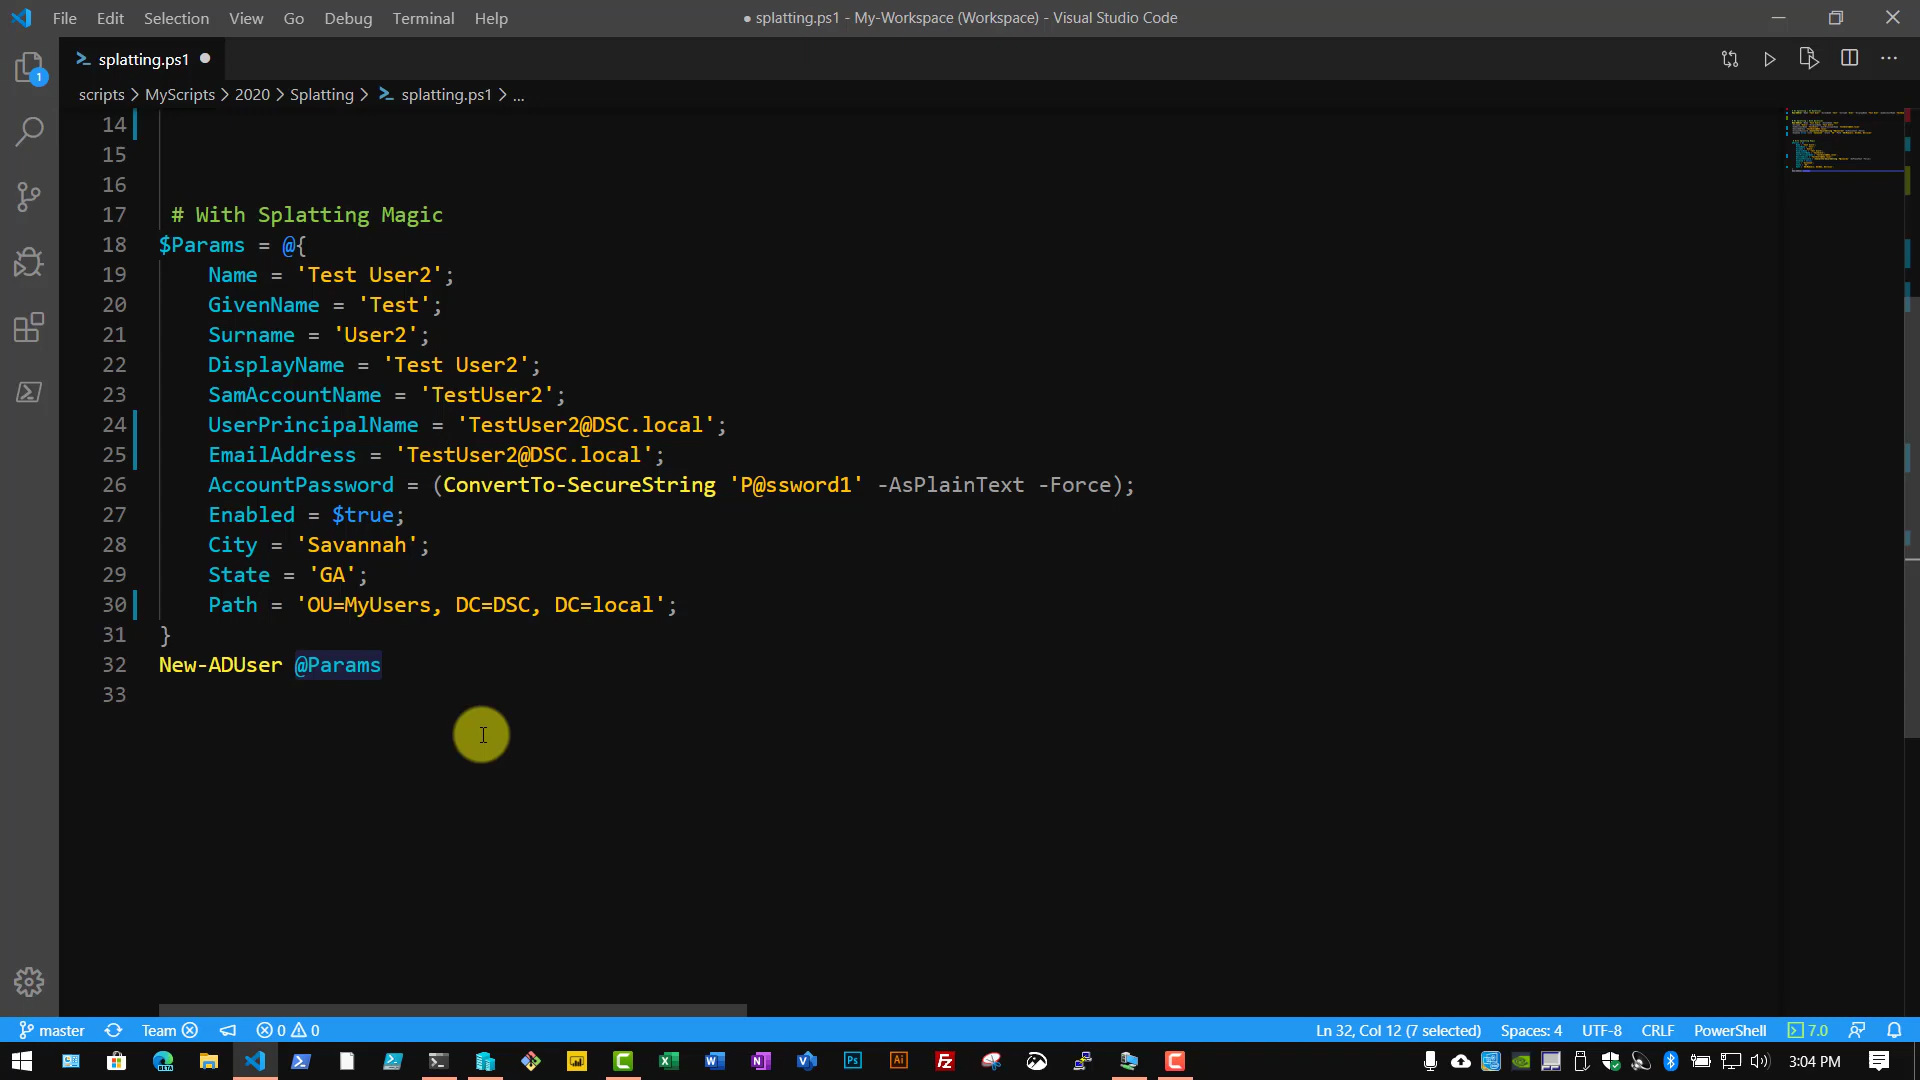 File Edit Selection View Go Debug Terminal Help
● splatting.ps1 - My-Workspace (Workspace) - Visual Studio Code
splatting.ps1 ●
scripts > MyScripts > 2020 > Splatting > splatting.ps1 > ...
1
14
15
16
17 # With Splatting Magic
18 $Params = @{
19 Name = 'Test User2';
20 GivenName = 'Test';
21 Surname = 'User2';
22 DisplayName = 'Test User2';
23 SamAccountName = 'TestUser2';
24 UserPrincipalName = 'TestUser2@DSC.local';
25 EmailAddress = 'TestUser2@DSC.local';
26 AccountPassword = (ConvertTo-SecureString 'P@ssword1' -AsPlainText -Force);
27 Enabled = $true;
28 City = 'Savannah';
29 State = 'GA';
30 Path = 'OU=MyUsers, DC=DSC, DC=local';
31 }
32 New-ADUser @Params
33
master Team 0 0 Ln 32, Col 12 (7 selected) Spaces: 4 UTF-8 CRLF PowerShell 7.0
3:04 PM